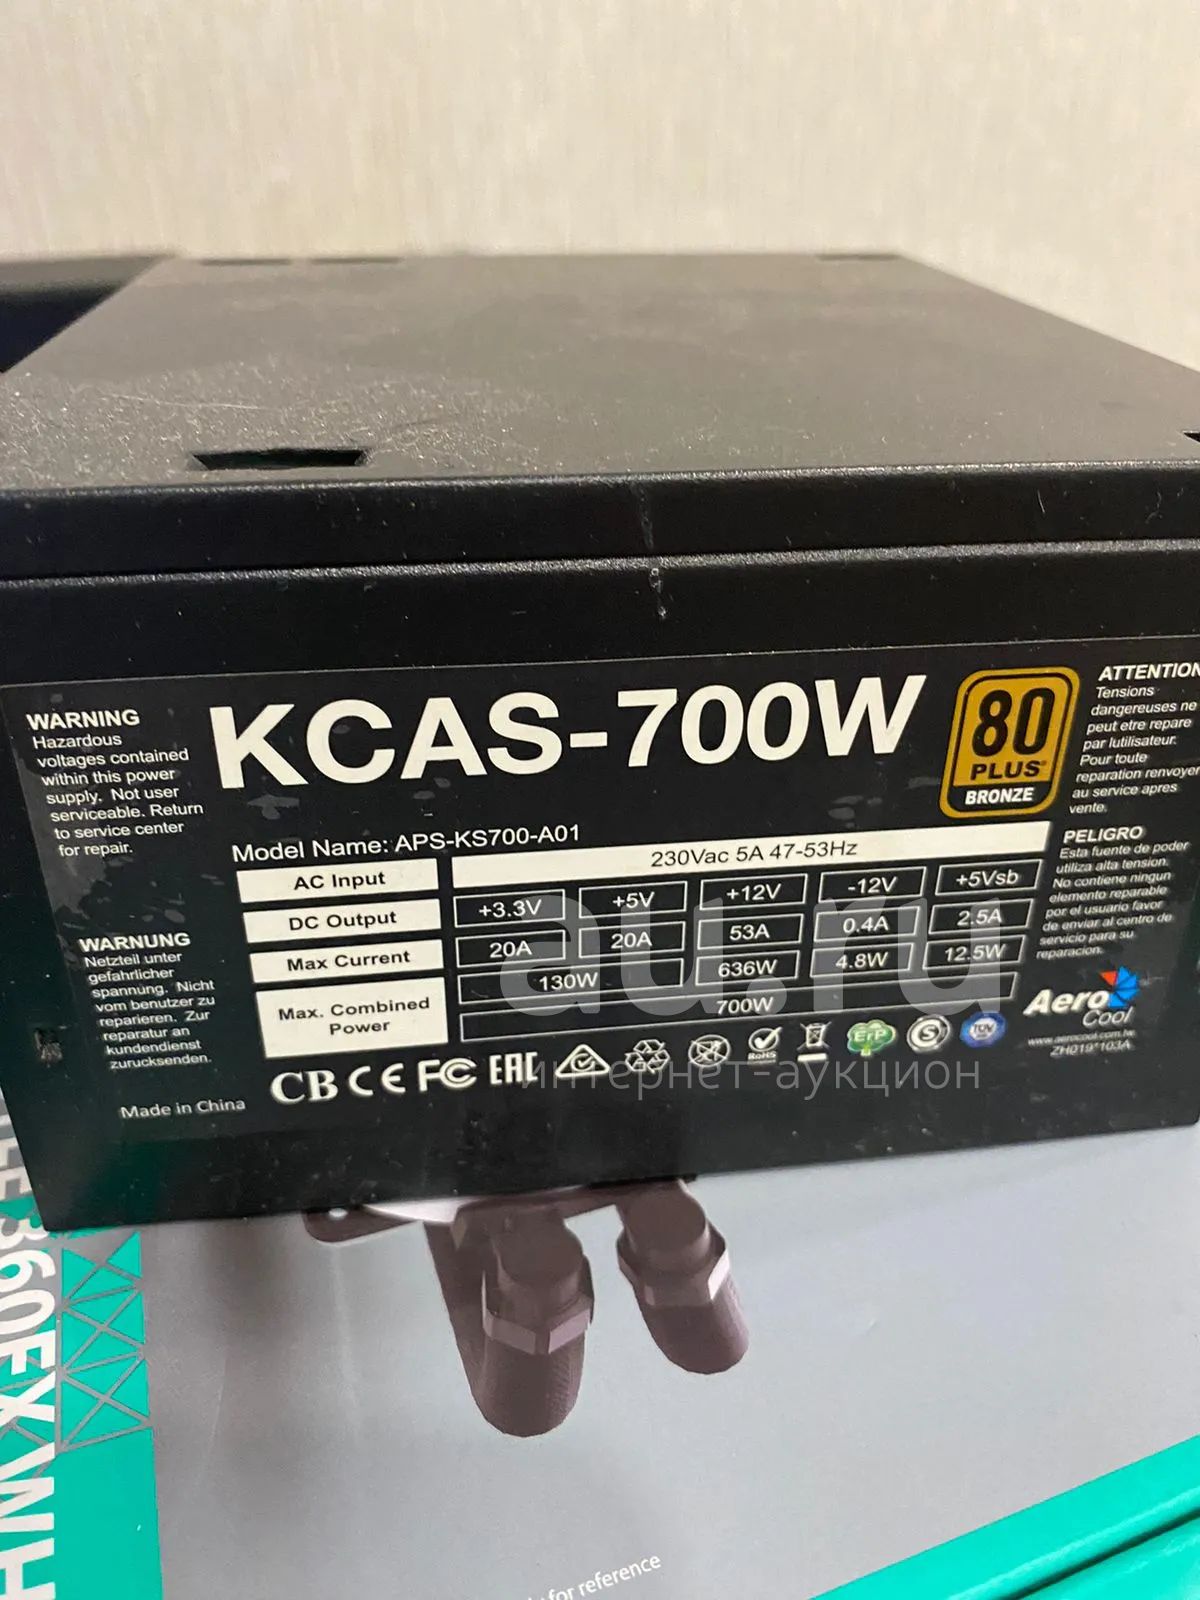 KCAS-700W
80
PLUS
BRONZE
WARNING
Hazardous
voltages contained
within this power
supply. Not user
serviceable. Return
to service center
for repair.
WARNUNG
Netzteil unter
gefahrlicher
spannung. Nicht
vom benutzer zu
reparieren. Zur
reparatur an
kundendienst
zurucksenden.
Made in China
Model Name: APS-KS700-A01
AC Input 230Vac 5A 47-53Hz
DC Output +3.3V +5V +12V -12V +5Vsb
Max Current 20A 20A 53A 0.4A 2.5A
Max. Combined Power 130W 636W 4.8W 12.5W
700W
CB CE FC EAC
RoHS
ErP
S
TUV
ATTENTION
Tensions
dangereuses ne
peut etre repare
par lutilisateur.
Pour toute
reparation renvoyer
au service apres
vente.
PELIGRO
Esta fuente de poder
utiliza alta tension.
No contiene ningun
elemento reparable
por el usuario favor
de enviar al centro de
servicio para su
reparacion.
Aero
Cool
www.aerocool.com.tw
ZH019*103A
au.ru
интернет-аукцион
360FX WH
for reference